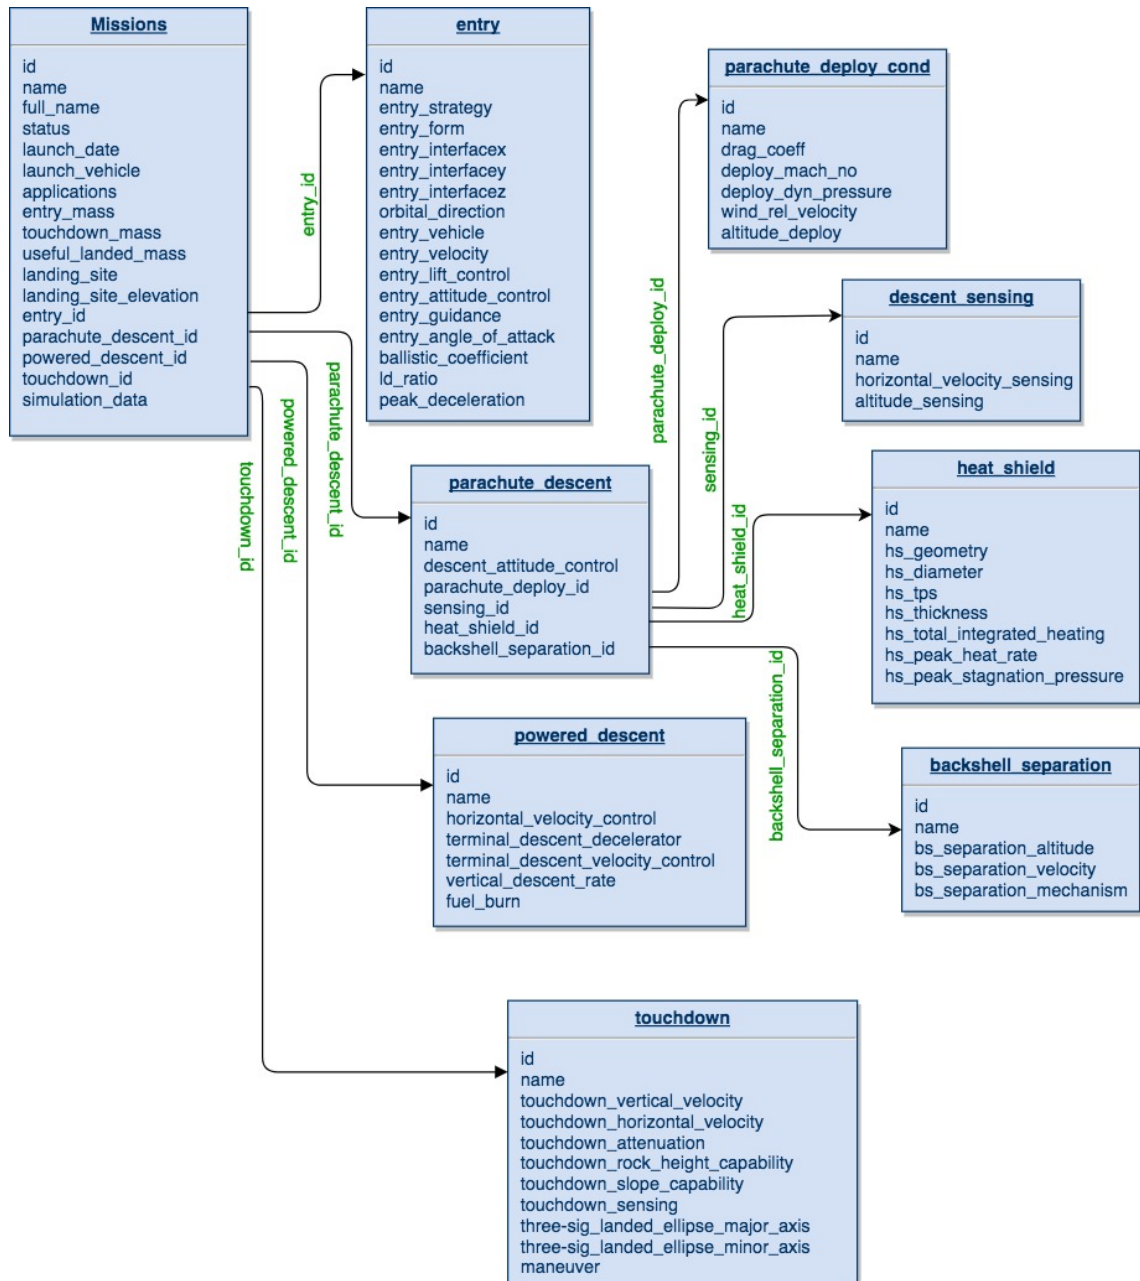 Missions
id
name
full_name
status
launch_date
launch_vehicle
applications
entry_mass
touchdown_mass
useful_landed_mass
landing_site
landing_site_elevation
entry_id
parachute_descent_id
powered_descent_id
touchdown_id
simulation_data
entry_id
entry
id
name
entry_strategy
entry_form
entry_interfacex
entry_interfacey
entry_interfacez
orbital_direction
entry_vehicle
entry_velocity
entry_lift_control
entry_attitude_control
entry_guidance
entry_angle_of_attack
ballistic_coefficient
ld_ratio
peak_deceleration
parachute_deploy_cond
id
name
drag_coeff
deploy_mach_no
deploy_dyn_pressure
wind_rel_velocity
altitude_deploy
parachute_deploy_id
descent_sensing
id
name
horizontal_velocity_sensing
altitude_sensing
sensing_id
touchdown_id
powered_descent_id
parachute_descent_id
parachute_descent
id
name
descent_attitude_control
parachute_deploy_id
sensing_id
heat_shield_id
backshell_separation_id
heat_shield_id
heat_shield
id
name
hs_geometry
hs_diameter
hs_tps
hs_thickness
hs_total_integrated_heating
hs_peak_heat_rate
hs_peak_stagnation_pressure
powered_descent
id
name
horizontal_velocity_control
terminal_descent_decelerator
terminal_descent_velocity_control
vertical_descent_rate
fuel_burn
backshell_separation_id
backshell_separation
id
name
bs_separation_altitude
bs_separation_velocity
bs_separation_mechanism
touchdown
id
name
touchdown_vertical_velocity
touchdown_horizontal_velocity
touchdown_attenuation
touchdown_rock_height_capability
touchdown_slope_capability
touchdown_sensing
three-sig_landed_ellipse_major_axis
three-sig_landed_ellipse_minor_axis
maneuver